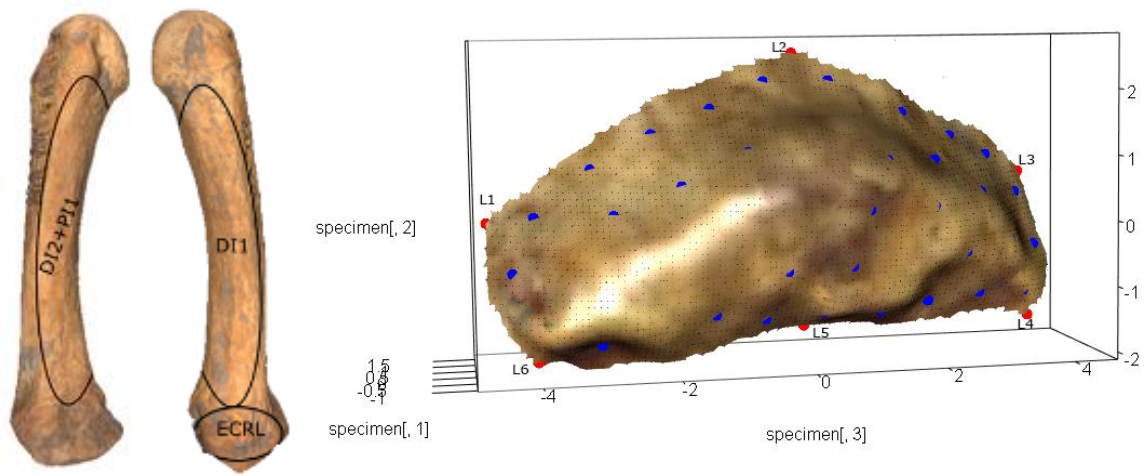 DI2+PI1
DI1
ECRL
L1
L2
L3
L4
L5
L6
specimen[, 2]
specimen[, 1]
specimen[, 3]
2
1
0
-1
-2
-4
-2
0
2
4
1.5
-0.5
-1